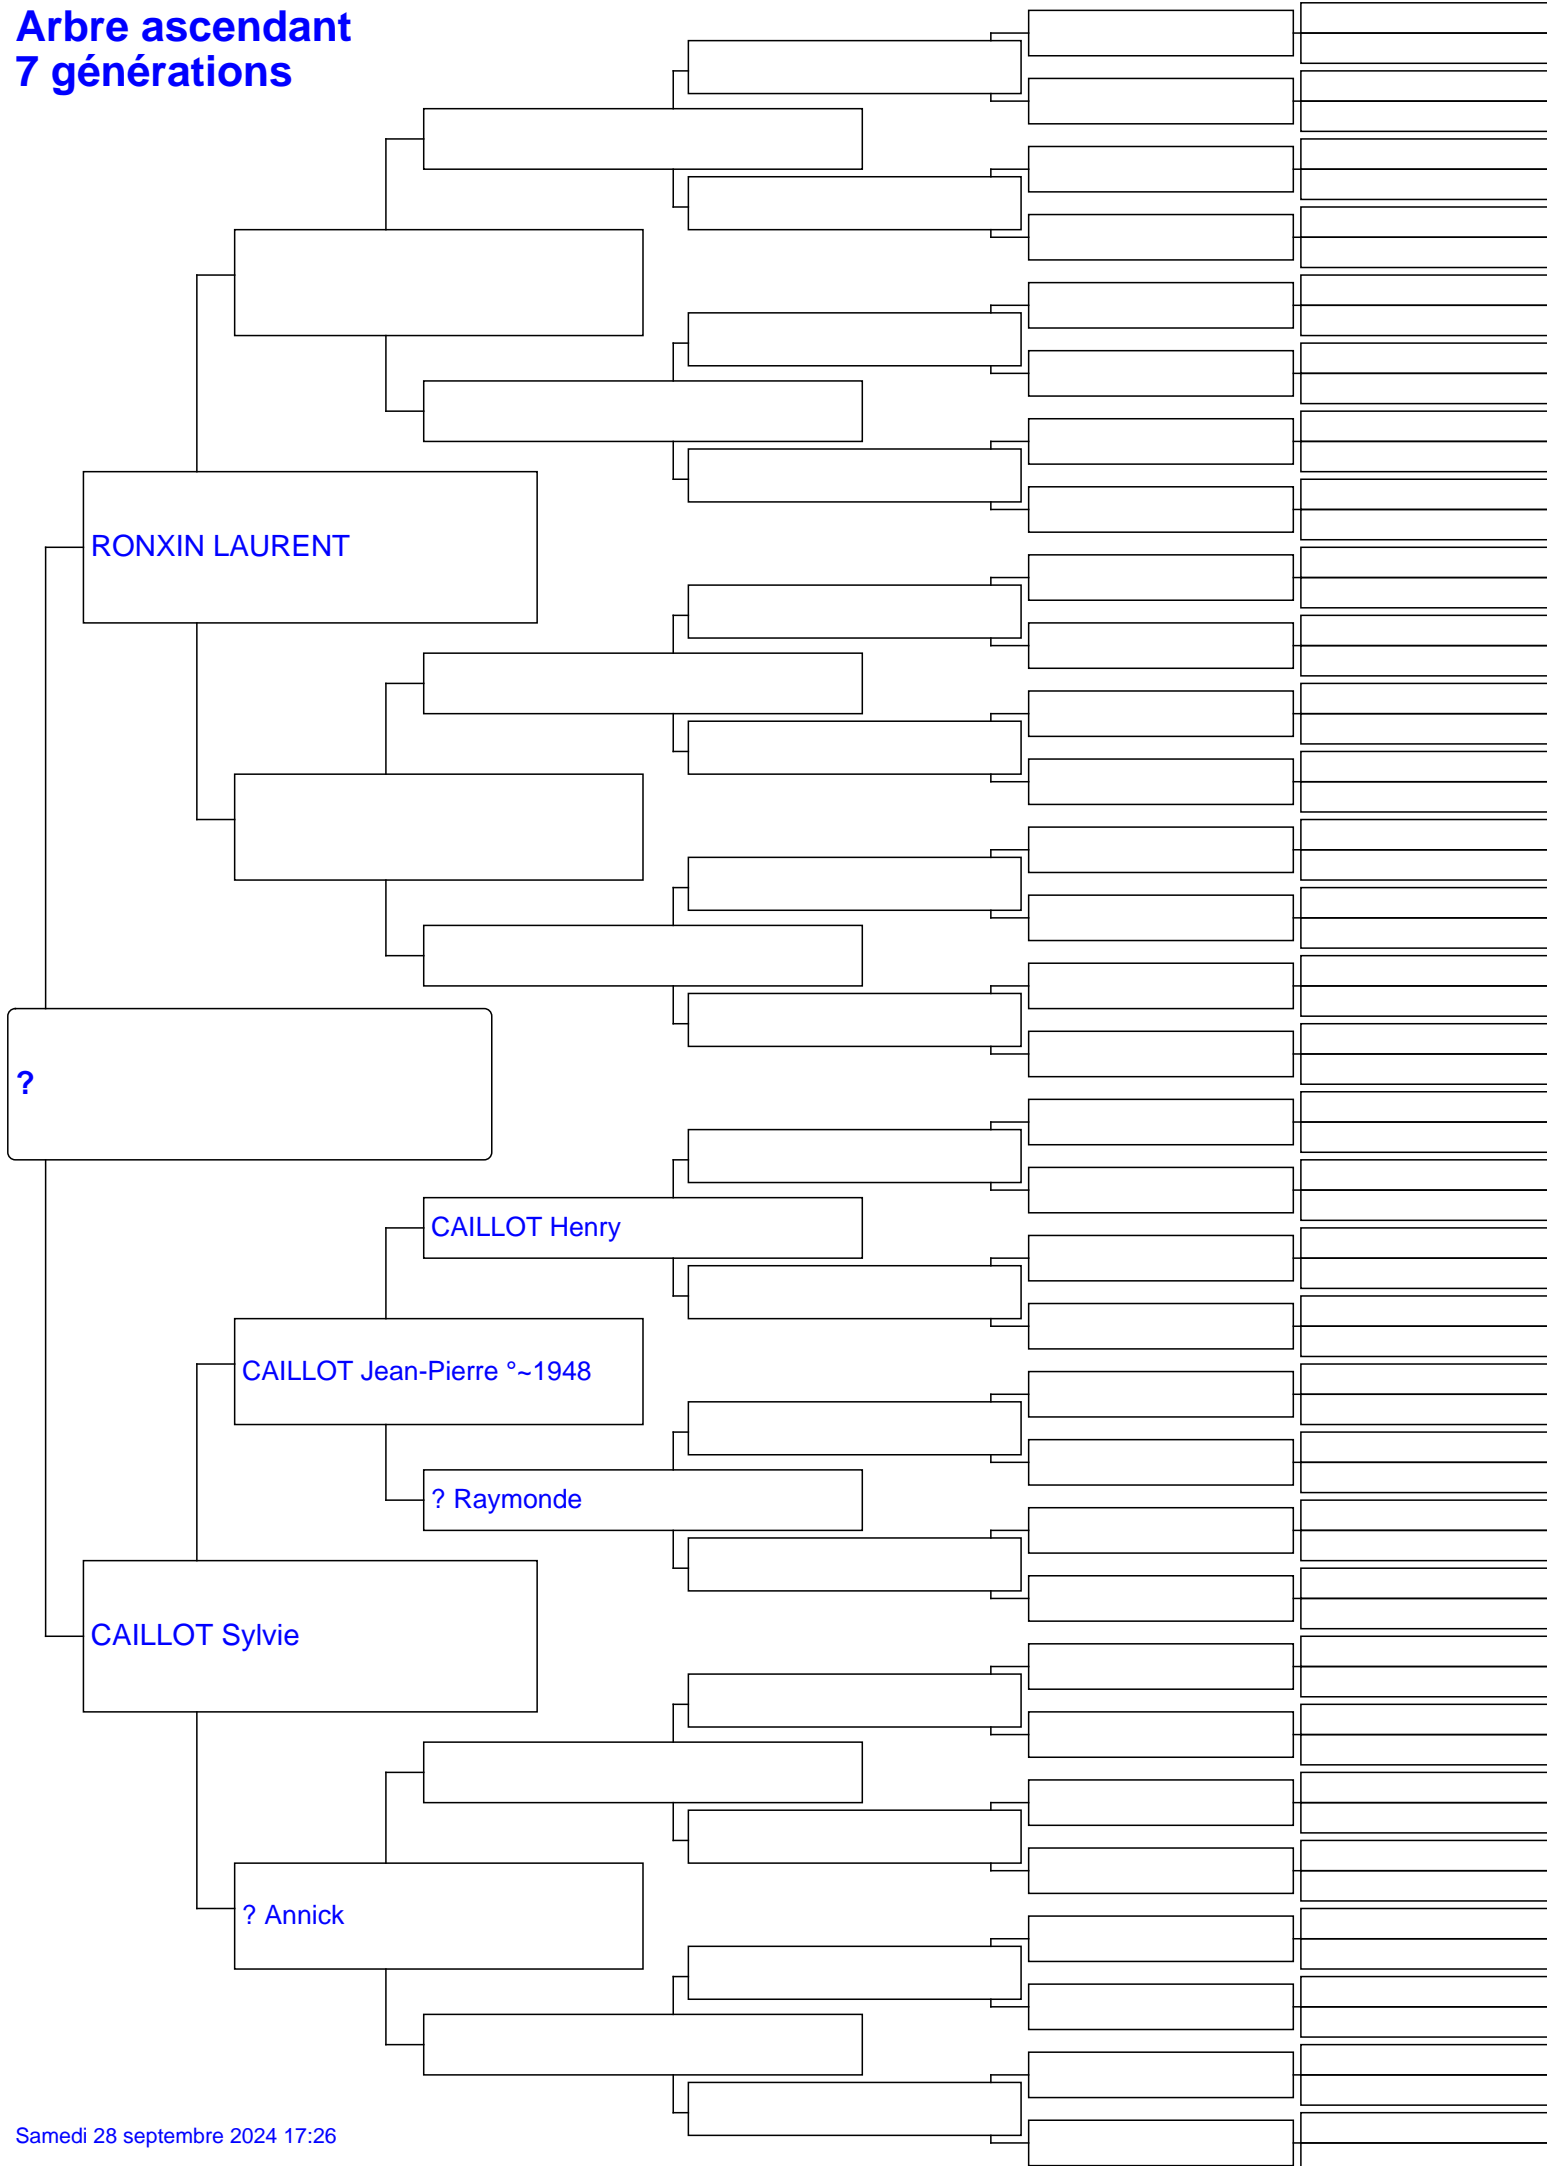 Arbre ascendant
7 générations
RONXIN LAURENT
?
CAILLOT Henry
CAILLOT Jean-Pierre °~1948
? Raymonde
CAILLOT Sylvie
? Annick
Samedi 28 septembre 2024 17:26